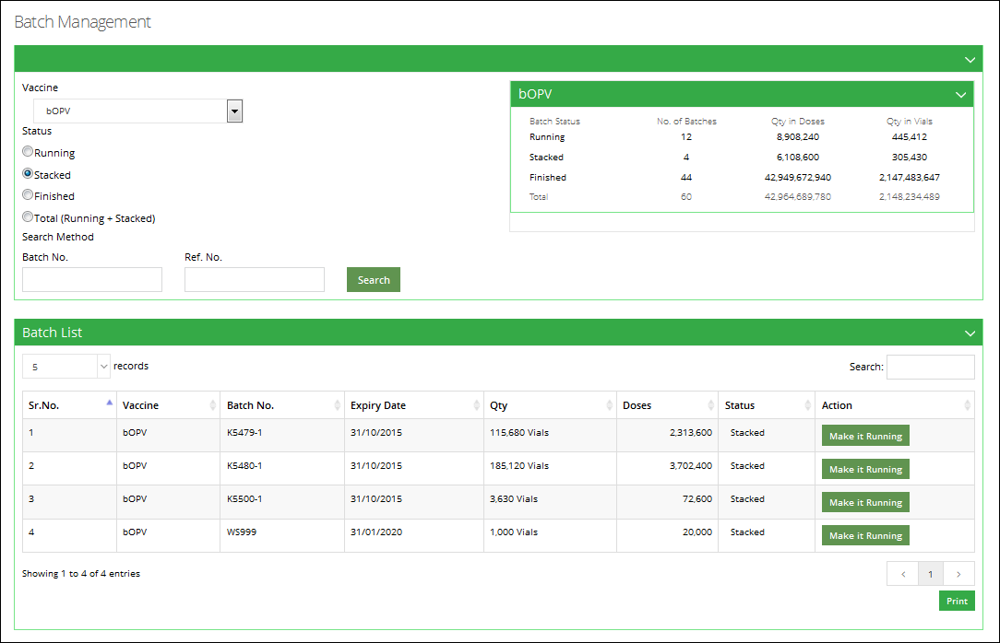 Batch Management
Vaccine
bOPV
Status
Running
Stacked
Finished
Total (Running + Stacked)
Search Method
Batch No. Ref. No.
Search
bOPV
Batch Status No. of Batches Qty in Doses Qty in Vials
Running 12 8,908,240 445,412
Stacked 4 6,108,600 305,430
Finished 44 42,949,672,940 2,147,483,647
Total 60 42,964,689,780 2,148,234,489
Batch List
5 records Search:
Sr.No. Vaccine Batch No. Expiry Date Qty Doses Status Action
1 bOPV K5479-1 31/10/2015 115,680 Vials 2,313,600 Stacked Make it Running
2 bOPV K5480-1 31/10/2015 185,120 Vials 3,702,400 Stacked Make it Running
3 bOPV K5500-1 31/10/2015 3,630 Vials 72,600 Stacked Make it Running
4 bOPV WS999 31/01/2020 1,000 Vials 20,000 Stacked Make it Running
Showing 1 to 4 of 4 entries < 1 >
Print